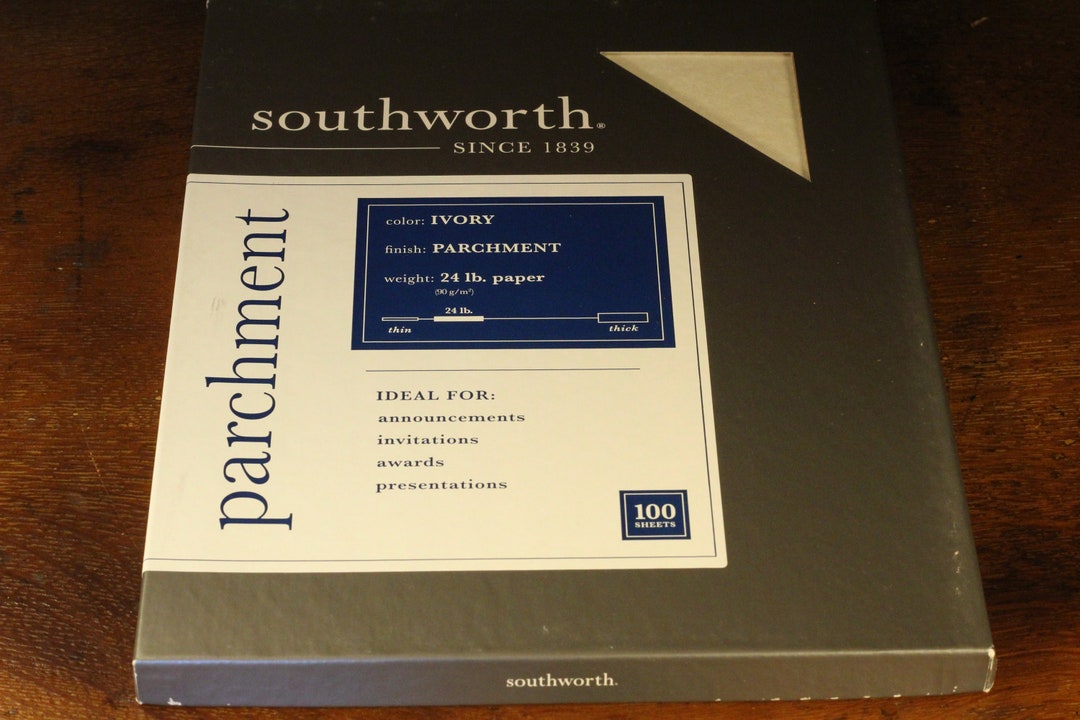 southworth®
SINCE 1839
parchment
color: IVORY
finish: PARCHMENT
weight: 24 lb. paper
(90 g/m²)
24 lb.
thin thick
IDEAL FOR:
announcements
invitations
awards
presentations
100
SHEETS
southworth.